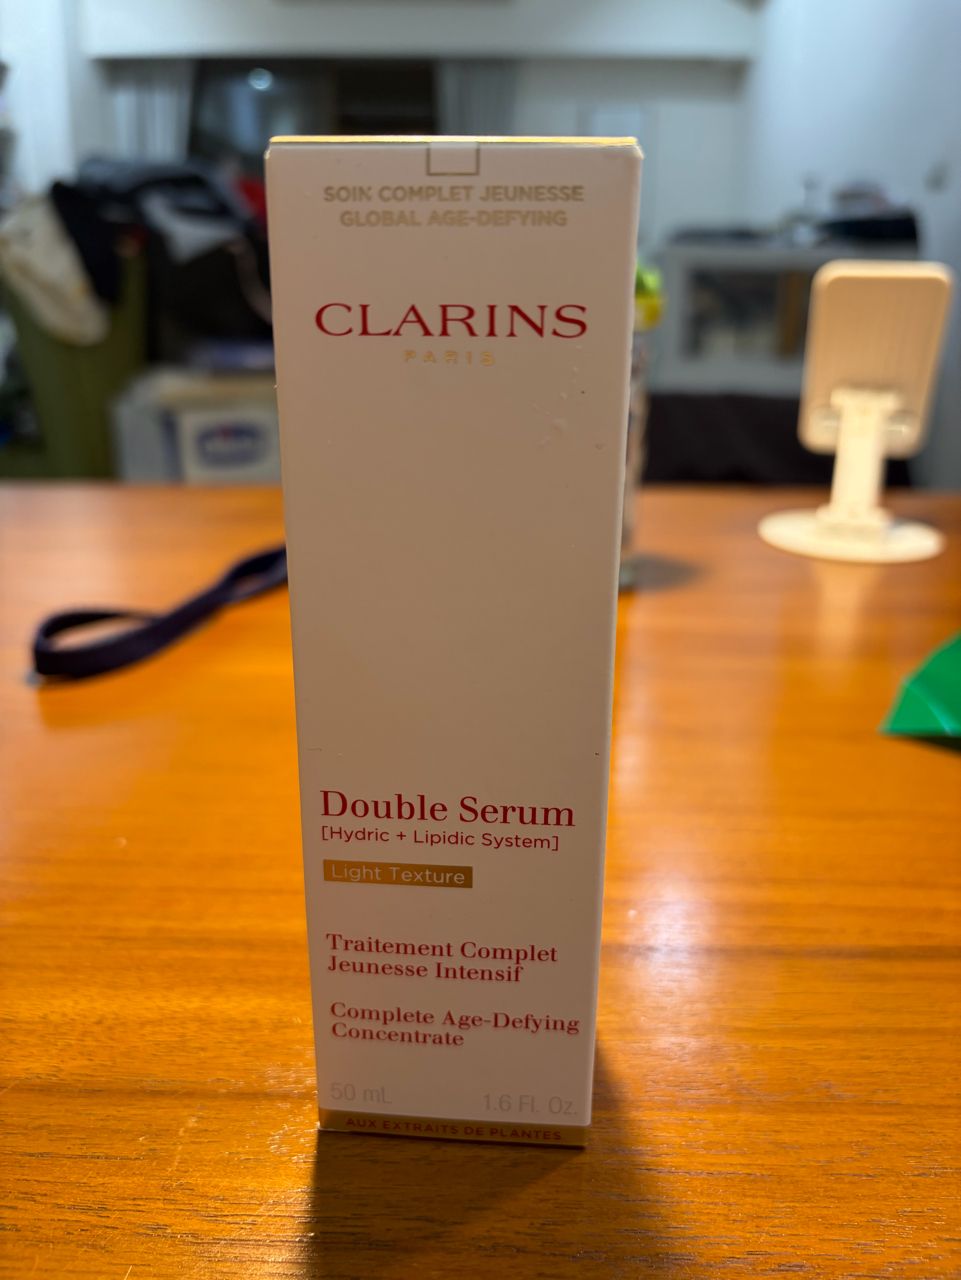 SOIN COMPLET JEUNESSE
GLOBAL AGE-DEFYING
CLARINS
PARIS
Double Serum
[Hydric + Lipidic System]
Light Texture
Traitement Complet
Jeunesse Intensif
Complete Age-Defying
Concentrate
50 mL 1.6 Fl. Oz.
AUX EXTRAITS DE PLANTES